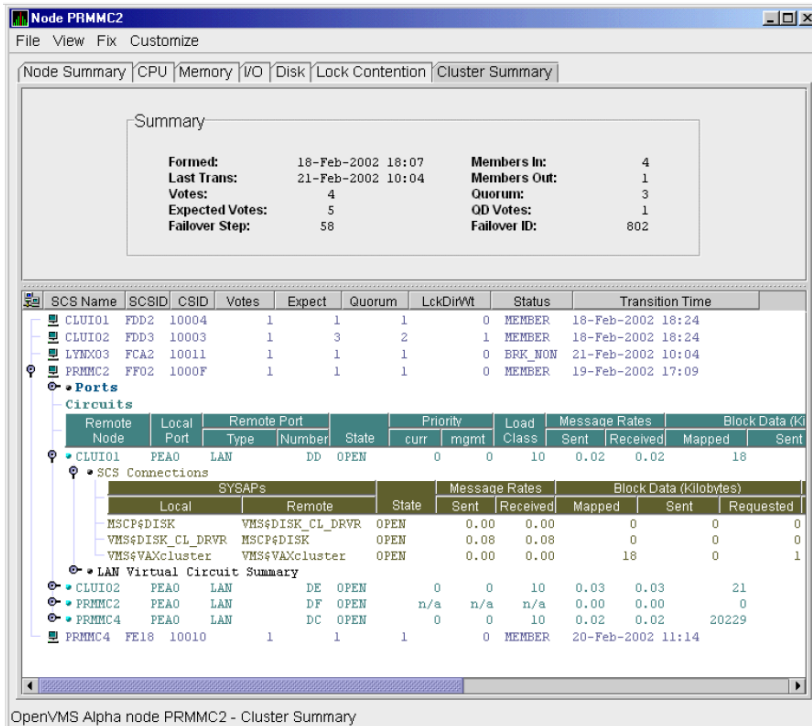 Node PRMMC2
File View Fix Customize
Node Summary CPU Memory I/O Disk Lock Contention Cluster Summary
Summary
Formed: 18-Feb-2002 18:07 Members In: 4
Last Trans: 21-Feb-2002 10:04 Members Out: 1
Votes: 4 Quorum: 3
Expected Votes: 5 QD Votes: 1
Failover Step: 58 Failover ID: 802
SCS Name SCSID CSID Votes Expect Quorum LckDirWt Status Transition Time
CLUI01 FDD2 10004 1 1 1 0 MEMBER 18-Feb-2002 18:24
CLUI02 FDD3 10003 1 3 2 1 MEMBER 18-Feb-2002 18:24
LYNX03 FCA2 10011 1 1 1 0 BRK_NON 21-Feb-2002 10:04
PRMMC2 FF02 1000F 1 1 1 0 MEMBER 19-Feb-2002 17:09
Ports
Circuits
Remote Local Remote Port Priority Load Message Rates Block Data (Ki
Node Port Type Number State curr mgmt Class Sent Received Mapped Sent
CLUI01 PEA0 LAN DD OPEN 0 0 10 0.02 0.02 18
SCS Connections
SYSAPs Message Rates Block Data (Kilobytes)
Local Remote State Sent Received Mapped Sent Requested
MSCP$DISK VMS$DISK_CL_DRVR OPEN 0.00 0.00 0 0 0
VMS$DISK_CL_DRVR MSCP$DISK OPEN 0.08 0.08 0 0 0
VMS$VAXcluster VMS$VAXcluster OPEN 0.00 0.00 18 0 1
LAN Virtual Circuit Summary
CLUI02 PEA0 LAN DE OPEN 0 0 10 0.03 0.03 21
PRMMC2 PEA0 LAN DF OPEN n/a n/a n/a 0.00 0.00 0
PRMMC4 PEA0 LAN DC OPEN 0 0 10 0.02 0.02 20229
PRMMC4 FE18 10010 1 1 1 0 MEMBER 20-Feb-2002 11:14
OpenVMS Alpha node PRMMC2 - Cluster Summary